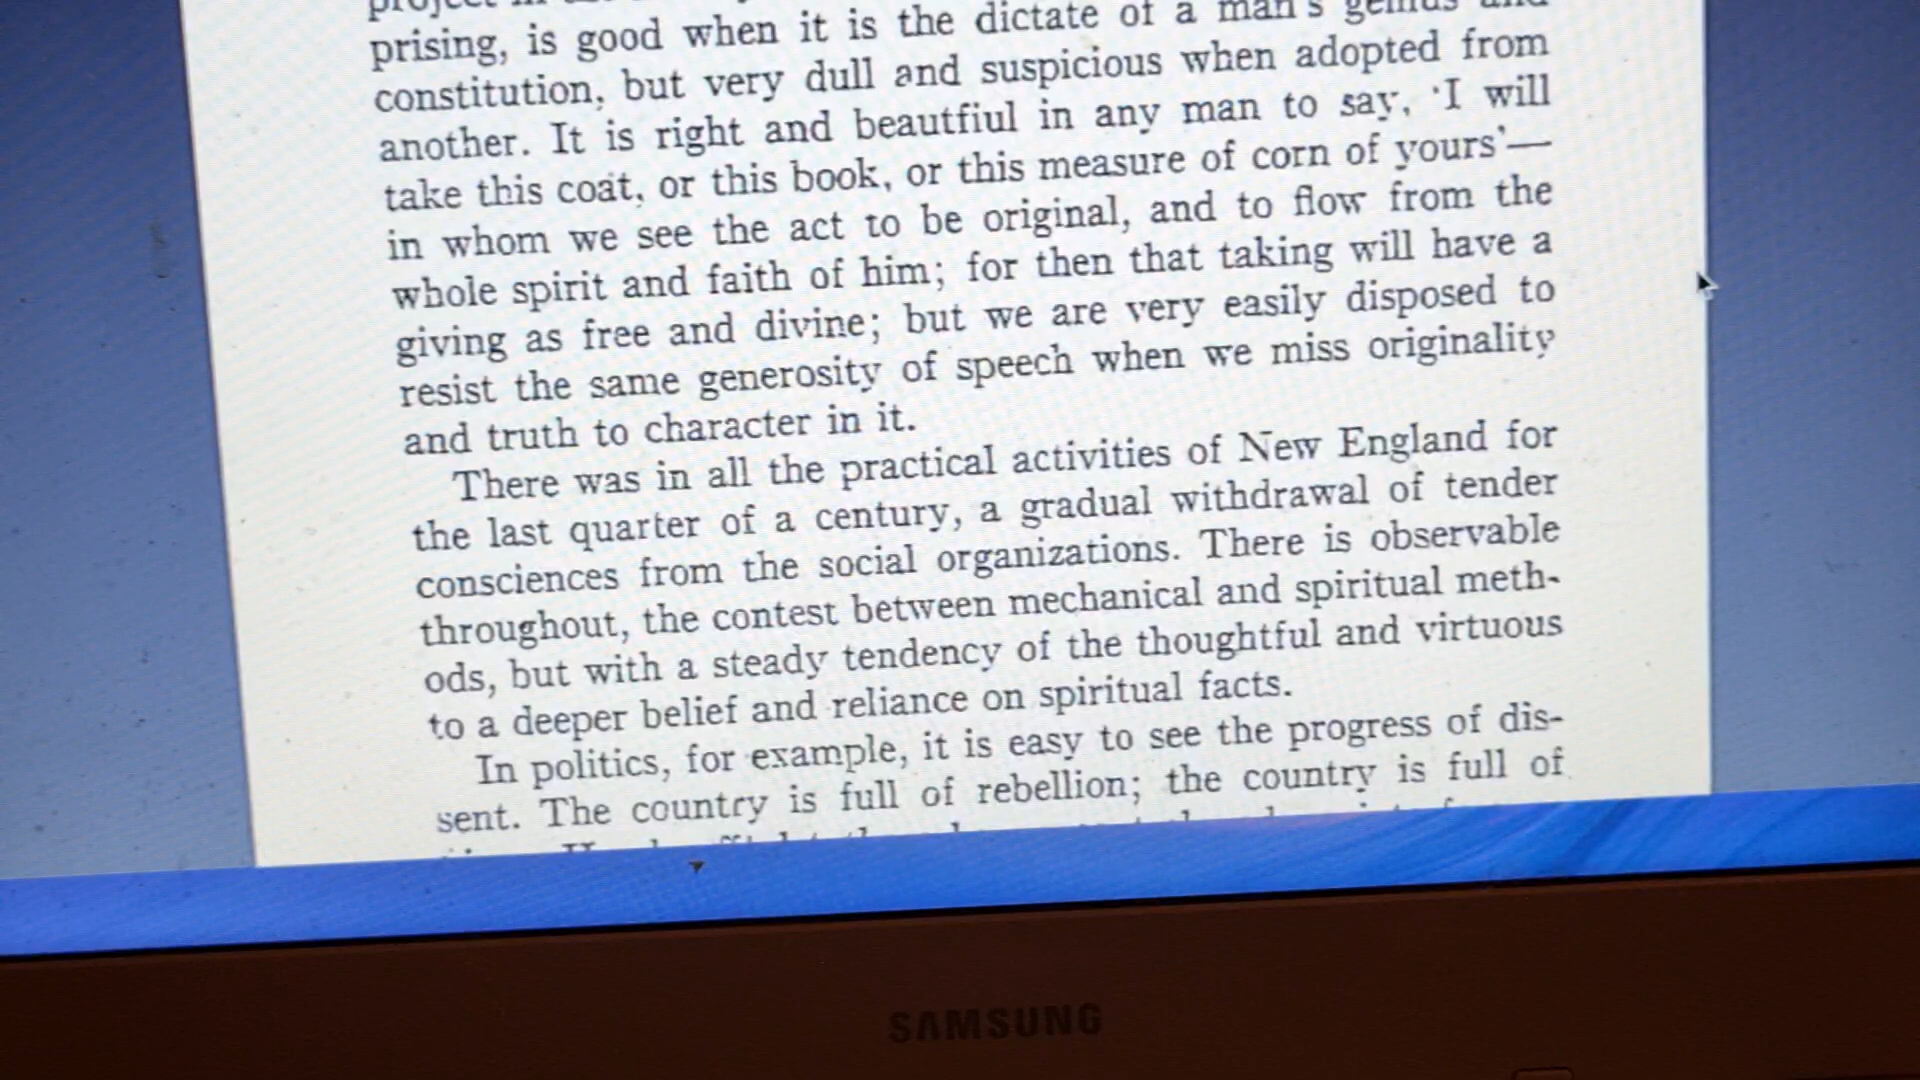 prising, is good when it is the dictate of a man's genius and
constitution, but very dull and suspicious when adopted from
another. It is right and beautfiul in any man to say, 'I will
take this coat, or this book, or this measure of corn of yours'—
in whom we see the act to be original, and to flow from the
whole spirit and faith of him; for then that taking will have a
giving as free and divine; but we are very easily disposed to
resist the same generosity of speech when we miss originality
and truth to character in it.
There was in all the practical activities of New England for
the last quarter of a century, a gradual withdrawal of tender
consciences from the social organizations. There is observable
throughout, the contest between mechanical and spiritual meth-
ods, but with a steady tendency of the thoughtful and virtuous
to a deeper belief and reliance on spiritual facts.
In politics, for example, it is easy to see the progress of dis-
sent. The country is full of rebellion; the country is full of
SAMSUNG